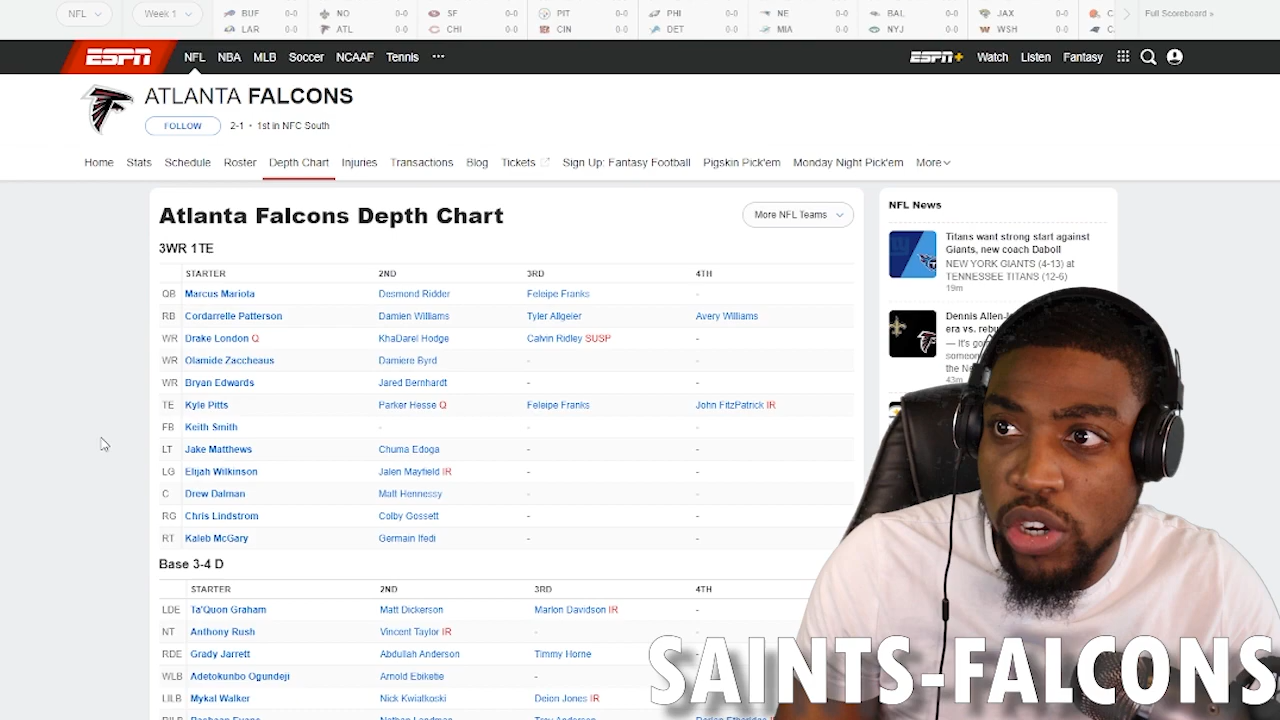 NFL Week 1 BUF 0-0 NO 0-0 SF 0-0 PIT 0-0 PHI 0-0 NE 0-0 BAL 0-0 JAX 0-0 Full Scoreboard »
LAR 0-0 ATL 0-0 CHI 0-0 CIN 0-0 DET 0-0 MIA 0-0 NYJ 0-0 WSH 0-0
ESPN NFL NBA MLB Soccer NCAAF Tennis ••• ESPN+ Watch Listen Fantasy
ATLANTA FALCONS
FOLLOW 2-1 • 1st in NFC South
Home Stats Schedule Roster Depth Chart Injuries Transactions Blog Tickets Sign Up: Fantasy Football Pigskin Pick'em Monday Night Pick'em More
Atlanta Falcons Depth Chart
More NFL Teams
3WR 1TE
STARTER 2ND 3RD 4TH
QB Marcus Mariota Desmond Ridder Feleipe Franks -
RB Cordarrelle Patterson Damien Williams Tyler Allgeier Avery Williams
WR Drake London Q KhaDarel Hodge Calvin Ridley SUSP -
WR Olamide Zaccheaus Damiere Byrd - -
WR Bryan Edwards Jared Bernhardt - -
TE Kyle Pitts Parker Hesse Q Feleipe Franks John FitzPatrick IR
FB Keith Smith - - -
LT Jake Matthews Chuma Edoga - -
LG Elijah Wilkinson Jalen Mayfield IR - -
C Drew Dalman Matt Hennessy - -
RG Chris Lindstrom Colby Gossett - -
RT Kaleb McGary Germain Ifedi - -
Base 3-4 D
STARTER 2ND 3RD 4TH
LDE Ta'Quon Graham Matt Dickerson Marlon Davidson IR -
NT Anthony Rush Vincent Taylor IR - -
RDE Grady Jarrett Abdullah Anderson Timmy Horne
WLB Adetokunbo Ogundeji Arnold Ebiketie -
LILB Mykal Walker Nick Kwiatkoski Deion Jones IR
NFL News
Titans want strong start against
Giants, new coach Daboll
NEW YORK GIANTS (4-13) at
TENNESSEE TITANS (12-6)
19m
Dennis Allen-
era vs.
— It's
someon
the Ne
43m
SAINTS-FALCONS